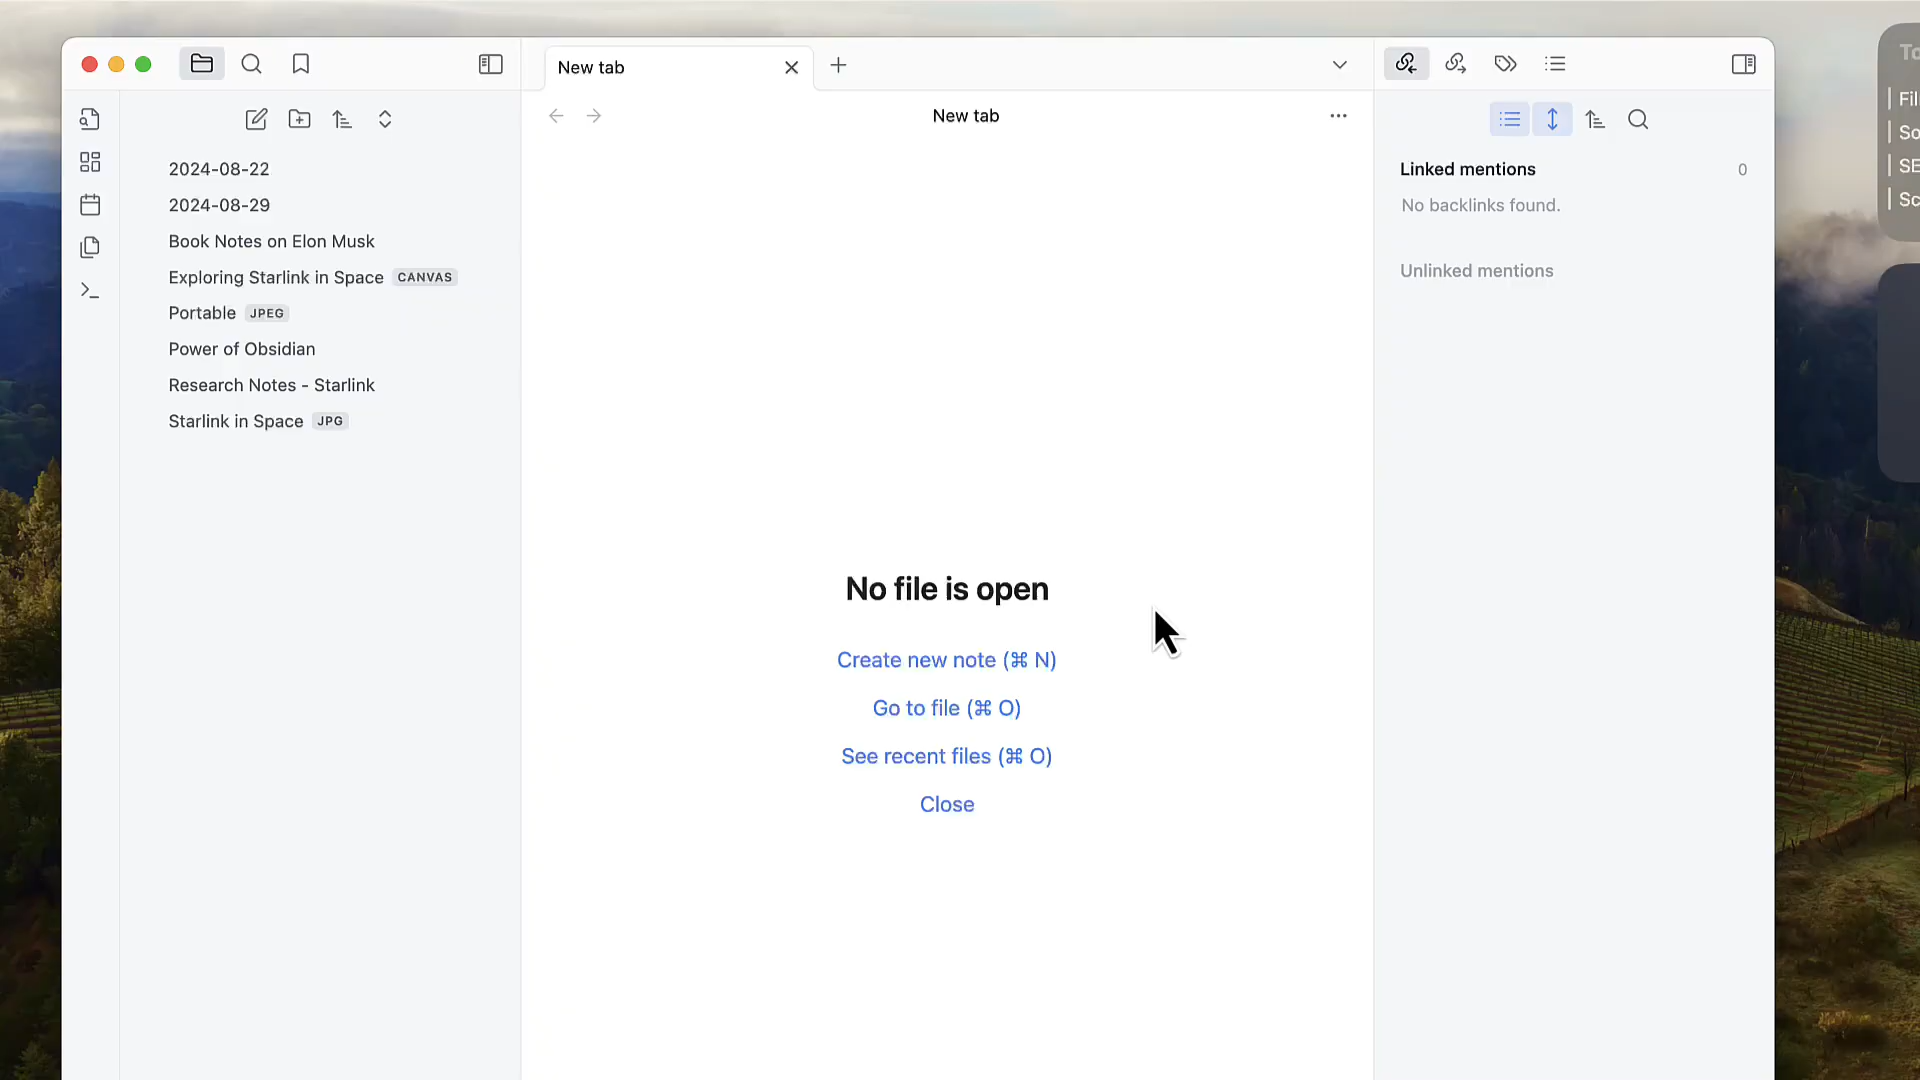 New tab
New tab
2024-08-22
2024-08-29
Book Notes on Elon Musk
Exploring Starlink in Space CANVAS
Portable JPEG
Power of Obsidian
Research Notes - Starlink
Starlink in Space JPG
No file is open
Create new note (⌘ N)
Go to file (⌘ O)
See recent files (⌘ O)
Close
Linked mentions 0
No backlinks found.
Unlinked mentions